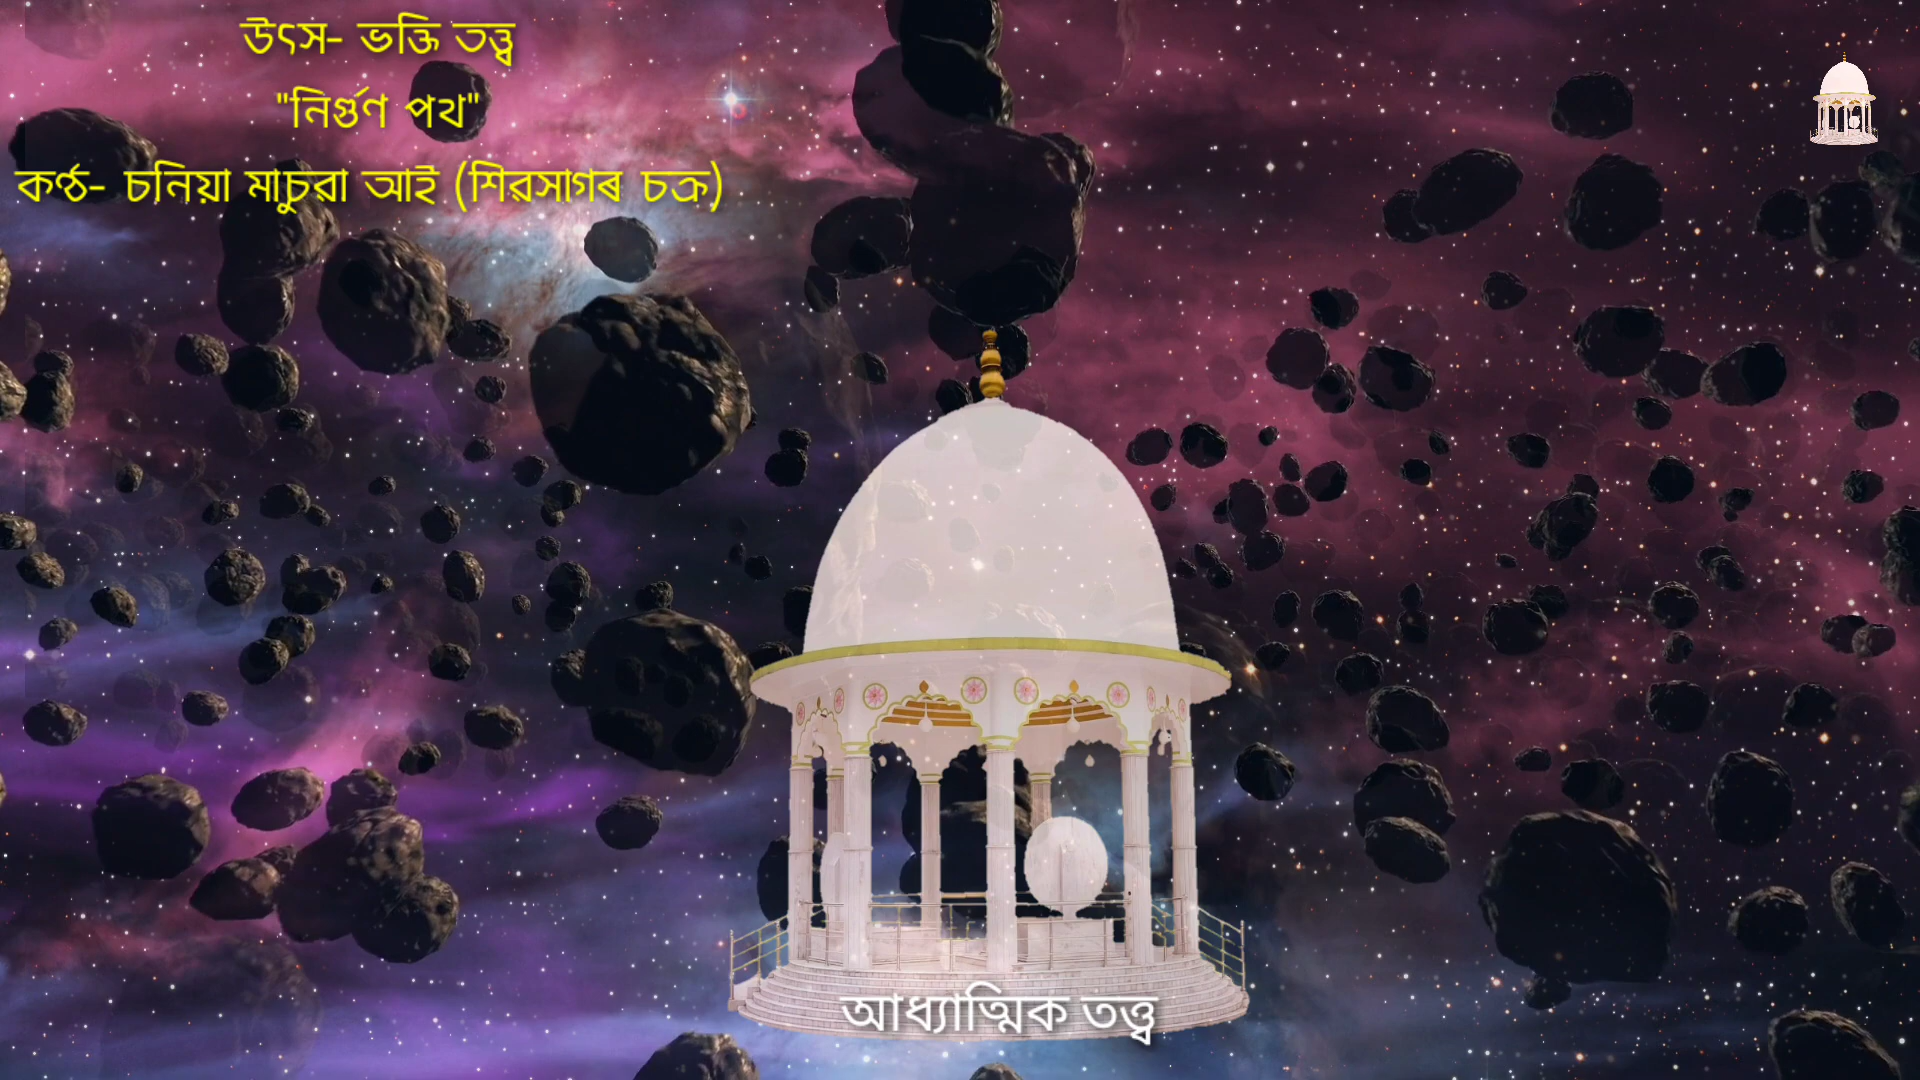 উৎস- ভক্তি তত্ত্ব
"নিৰ্গুণ পথ"
কণ্ঠ- চনিয়া মাচুৱা আই (শিৱসাগৰ চক্ৰ)
আধ্যাত্মিক তত্ত্ব